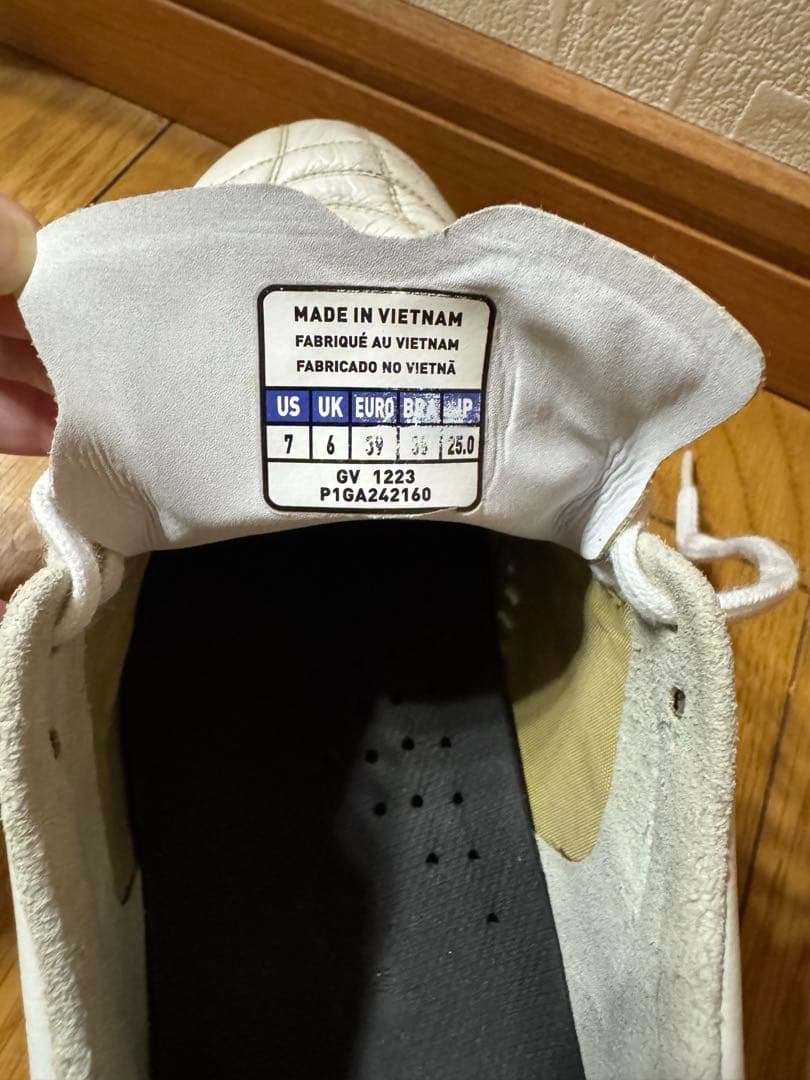 MADE IN VIETNAM
FABRIQUÉ AU VIETNAM
FABRICADO NO VIETNÃ
US UK EURO
7 6 39 25.0
GV 1223
P1GA242160